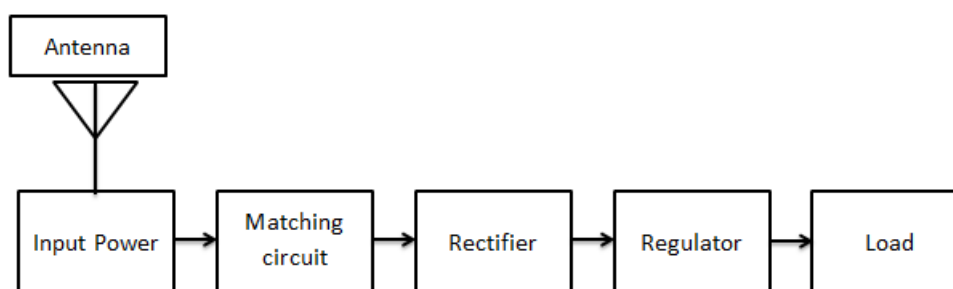 Antenna
Input Power
Matching
circuit
Rectifier
Regulator
Load